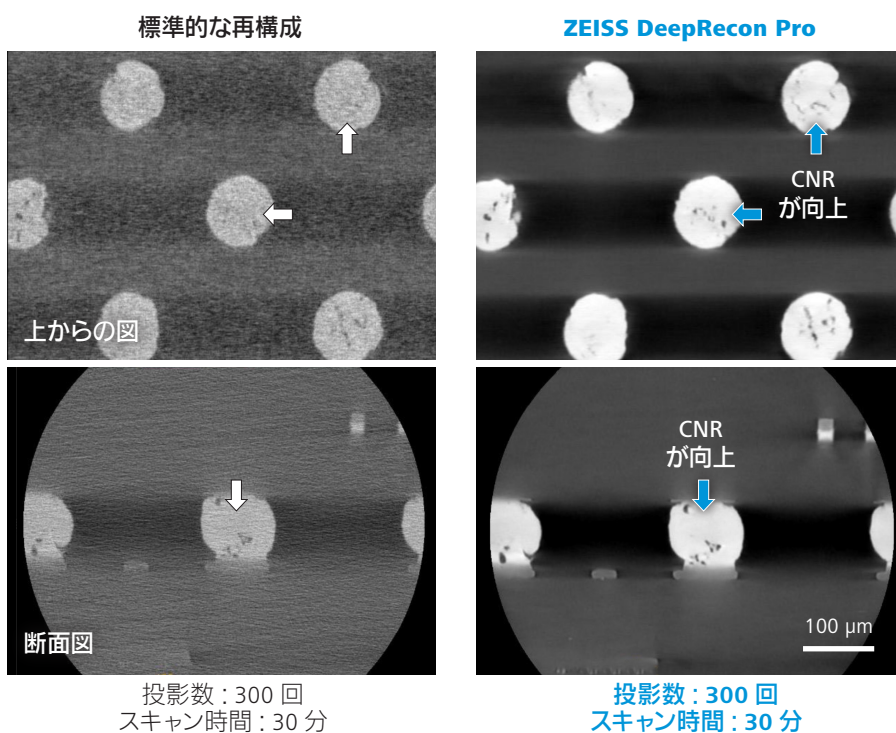 標準的な再構成
ZEISS DeepRecon Pro
CNR
が向上
上からの図
CNR
が向上
断面図
100 µm
投影数 : 300 回
スキャン時間 : 30 分
投影数 : 300 回
スキャン時間 : 30 分